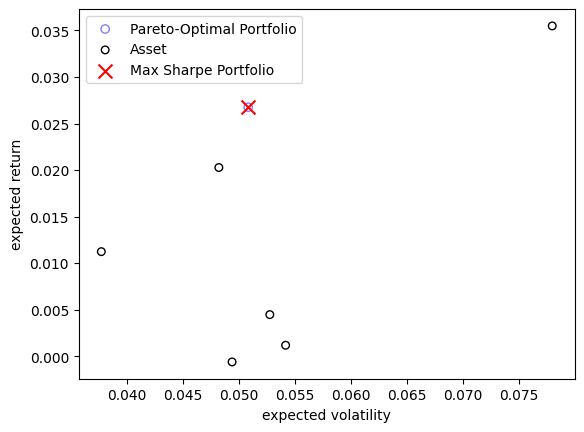 Pareto-Optimal Portfolio
Asset
Max Sharpe Portfolio
expected return
0.035
0.030
0.025
0.020
0.015
0.010
0.005
0.000
0.040 0.045 0.050 0.055 0.060 0.065 0.070 0.075
expected volatility